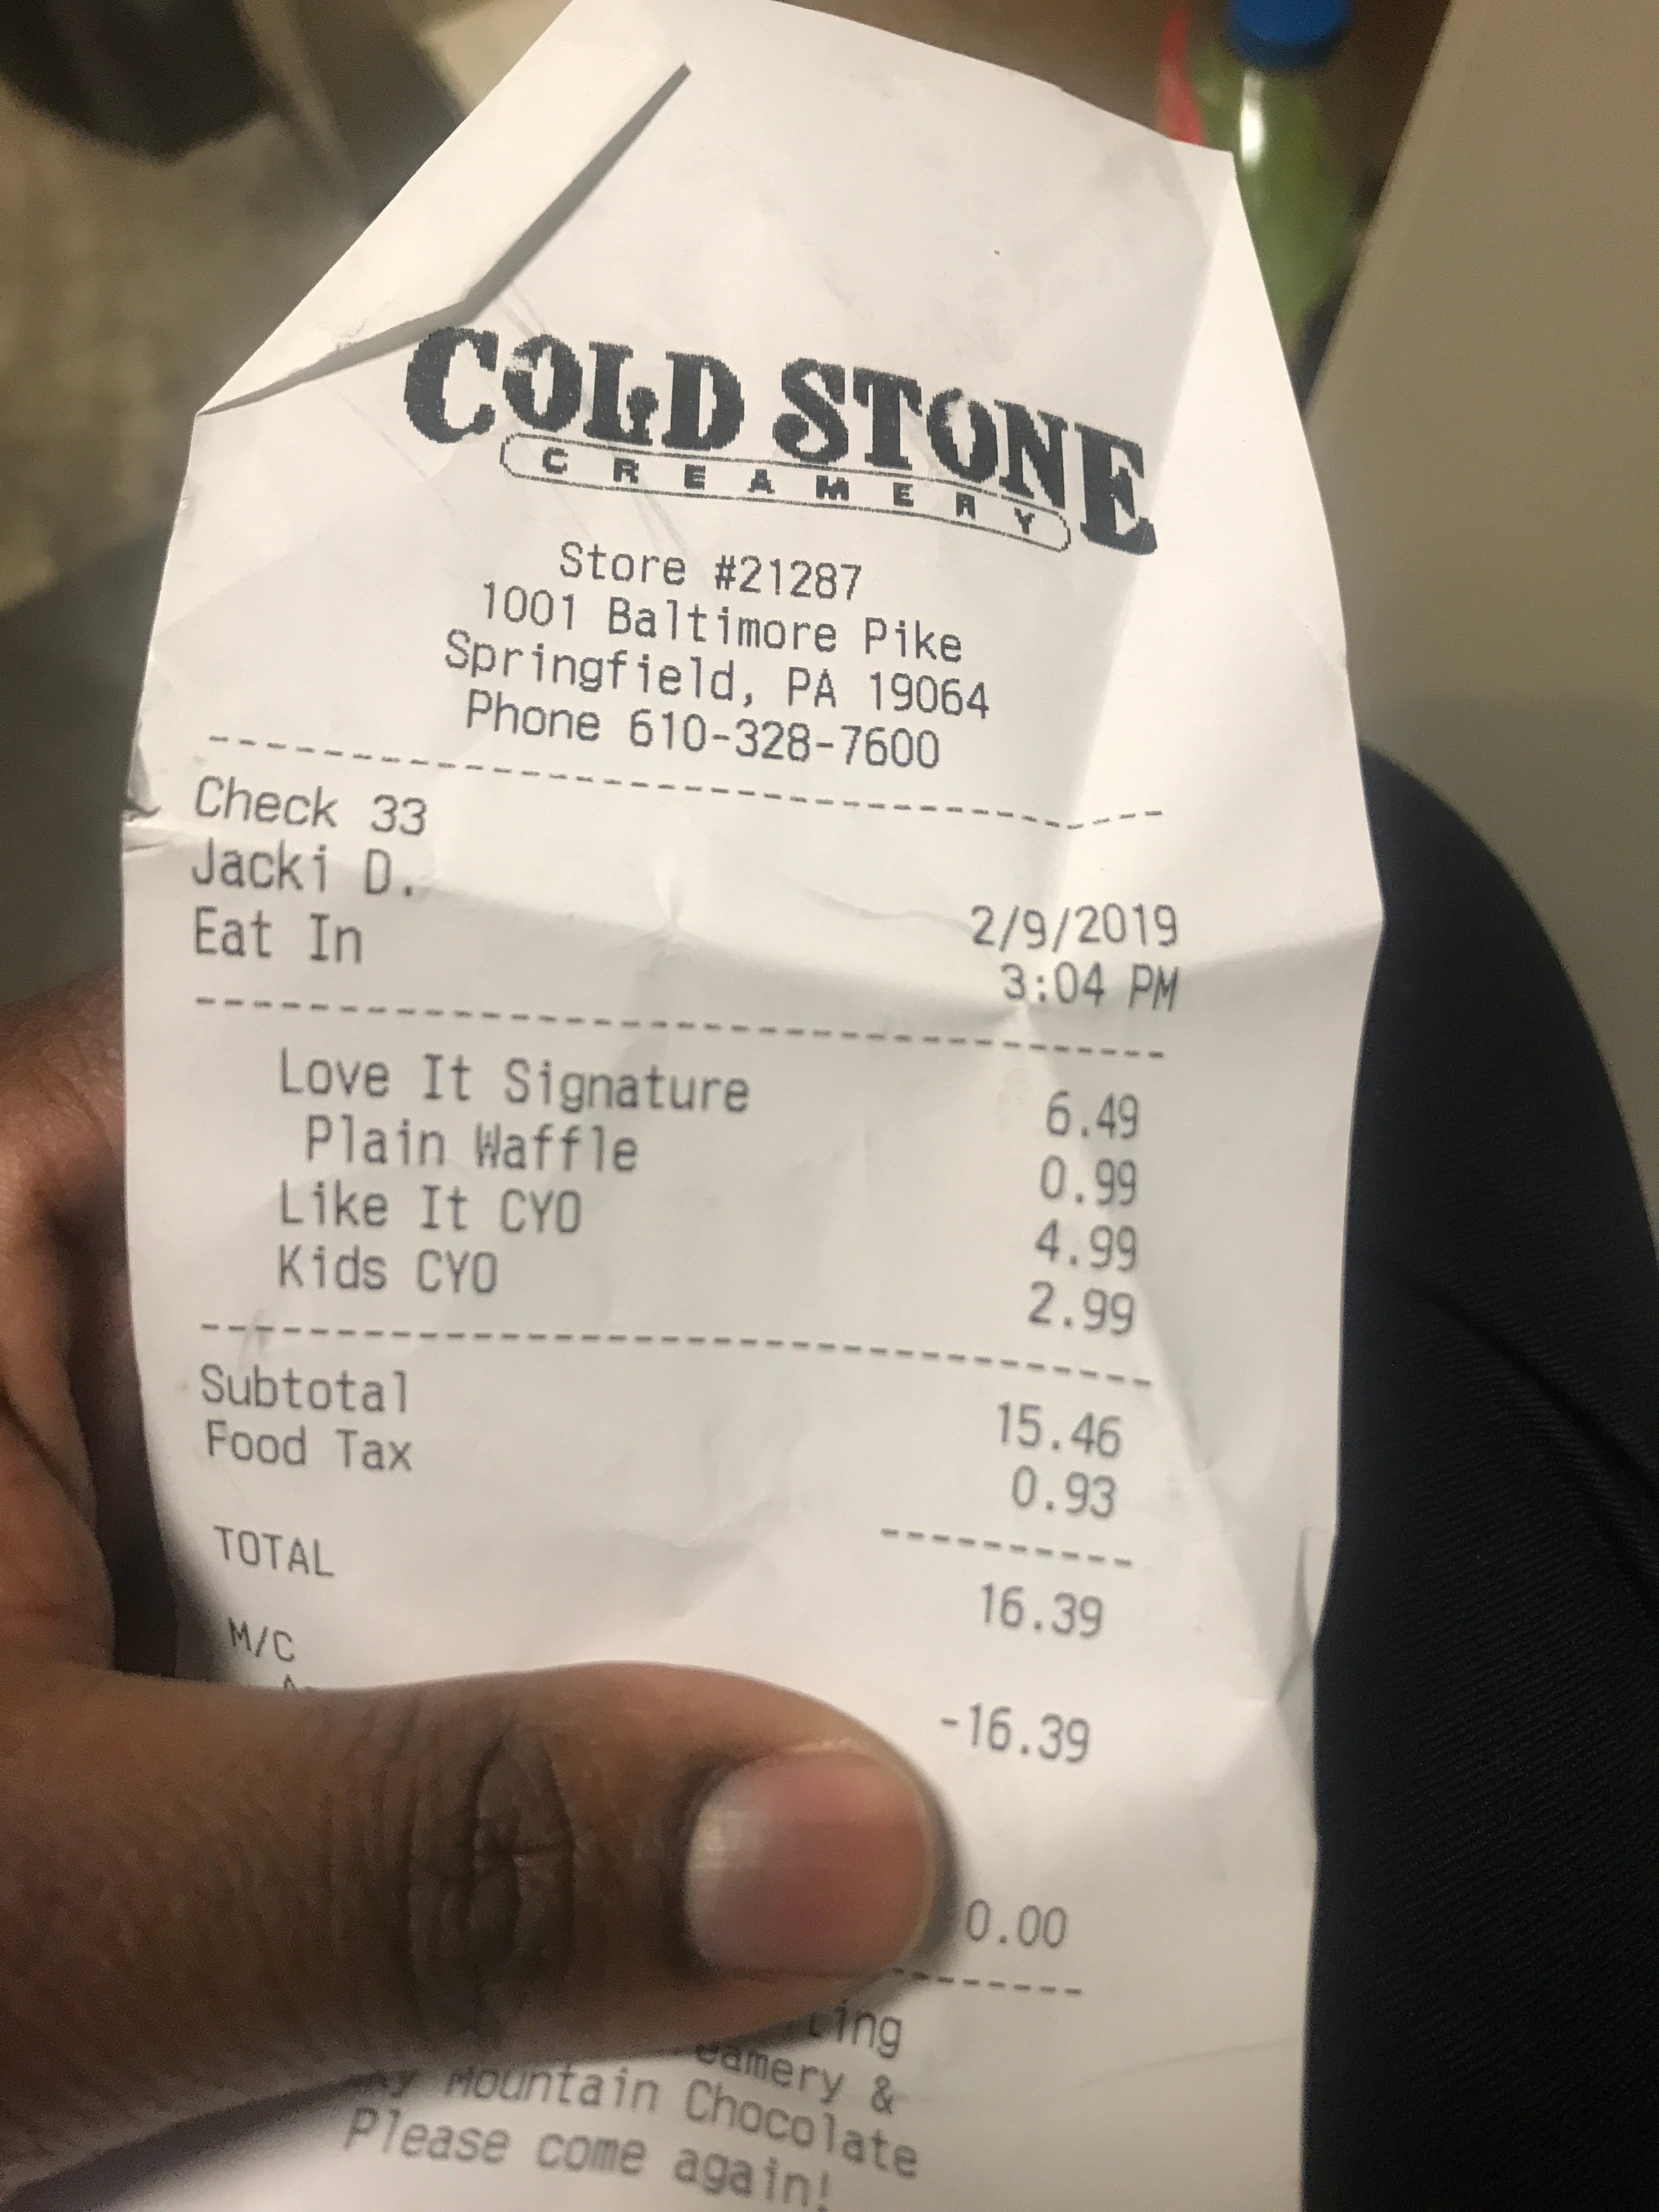 COLD STONE
CREAMERY
Store #21287
1001 Baltimore Pike
Springfield, PA 19064
Phone 610-328-7600
Check 33
Jacki D. 2/9/2019
Eat In 3:04 PM
Love It Signature 6.49
Plain Waffle 0.99
Like It CYO 4.99
Kids CYO 2.99
Subtotal 15.46
Food Tax 0.93
TOTAL 16.39
M/C -16.39
0.00
&
Mountain Chocolate
Please come again!